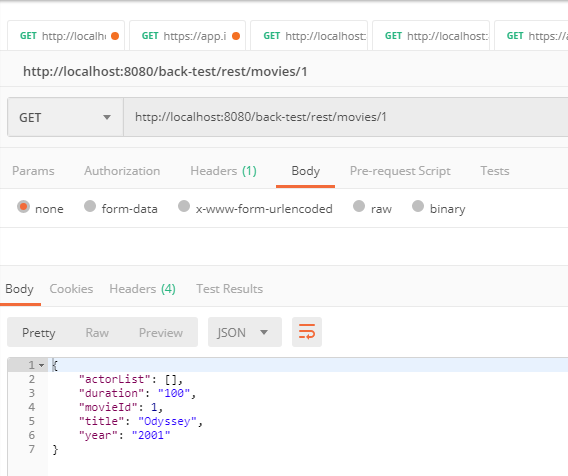 GET http://localh GET https://app.i GET http://localhost: GET http://localhost: GET https://a
http://localhost:8080/back-test/rest/movies/1
GET http://localhost:8080/back-test/rest/movies/1
Params Authorization Headers (1) Body Pre-request Script Tests
none form-data x-www-form-urlencoded raw binary
Body Cookies Headers (4) Test Results
Pretty Raw Preview JSON
1 {
2 "actorList": [],
3 "duration": "100",
4 "movieId": 1,
5 "title": "Odyssey",
6 "year": "2001"
7 }